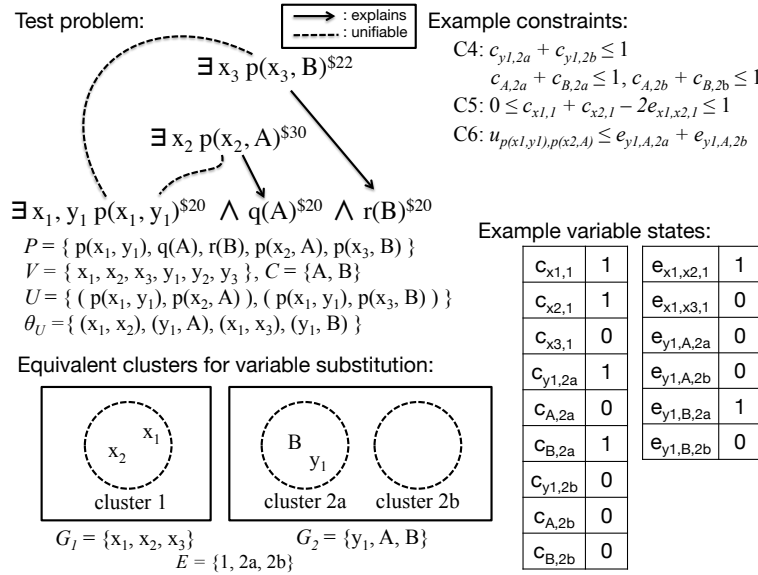 Test problem:
: explains
: unifiable
Example constraints:
∃ x₃ p(x₃, B)^$22
∃ x₂ p(x₂, A)^$30
∃ x₁, y₁ p(x₁, y₁)^$20 ∧ q(A)^$20 ∧ r(B)^$20
C4: c_{y1,2a} + c_{y1,2b} ≤ 1
c_{A,2a} + c_{B,2a} ≤ 1, c_{A,2b} + c_{B,2b} ≤ 1
C5: 0 ≤ c_{x1,1} + c_{x2,1} – 2e_{x1,x2,1} ≤ 1
C6: u_{p(x1,y1),p(x2,A)} ≤ e_{y1,A,2a} + e_{y1,A,2b}
P = { p(x₁, y₁), q(A), r(B), p(x₂, A), p(x₃, B) }
V = { x₁, x₂, x₃, y₁, y₂, y₃ }, C = {A, B}
U = { ( p(x₁, y₁), p(x₂, A) ), ( p(x₁, y₁), p(x₃, B) ) }
θ_U ={ (x₁, x₂), (y₁, A), (x₁, x₃), (y₁, B) }
Equivalent clusters for variable substitution:
x₁
x₂
cluster 1
B
y₁
cluster 2a
cluster 2b
G₁ = {x₁, x₂, x₃}
G₂ = {y₁, A, B}
E = {1, 2a, 2b}
Example variable states:
c_{x1,1} 1
c_{x2,1} 1
c_{x3,1} 0
c_{y1,2a} 1
c_{A,2a} 0
c_{B,2a} 1
c_{y1,2b} 0
c_{A,2b} 0
c_{B,2b} 0
e_{x1,x2,1} 1
e_{x1,x3,1} 0
e_{y1,A,2a} 0
e_{y1,A,2b} 0
e_{y1,B,2a} 1
e_{y1,B,2b} 0